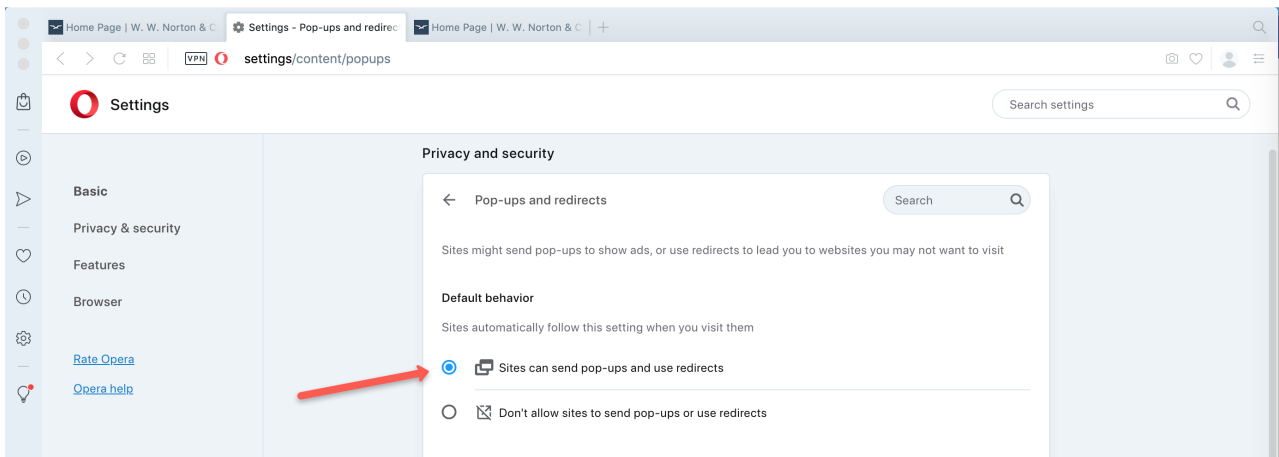 Home Page | W. W. Norton & C
Settings - Pop-ups and redirec
Home Page | W. W. Norton & C
VPN
settings/content/popups
Settings
Search settings
Privacy and security
Basic
Pop-ups and redirects
Search
Privacy & security
Sites might send pop-ups to show ads, or use redirects to lead you to websites you may not want to visit
Features
Default behavior
Browser
Sites automatically follow this setting when you visit them
Rate Opera
Sites can send pop-ups and use redirects
Opera help
Don't allow sites to send pop-ups or use redirects